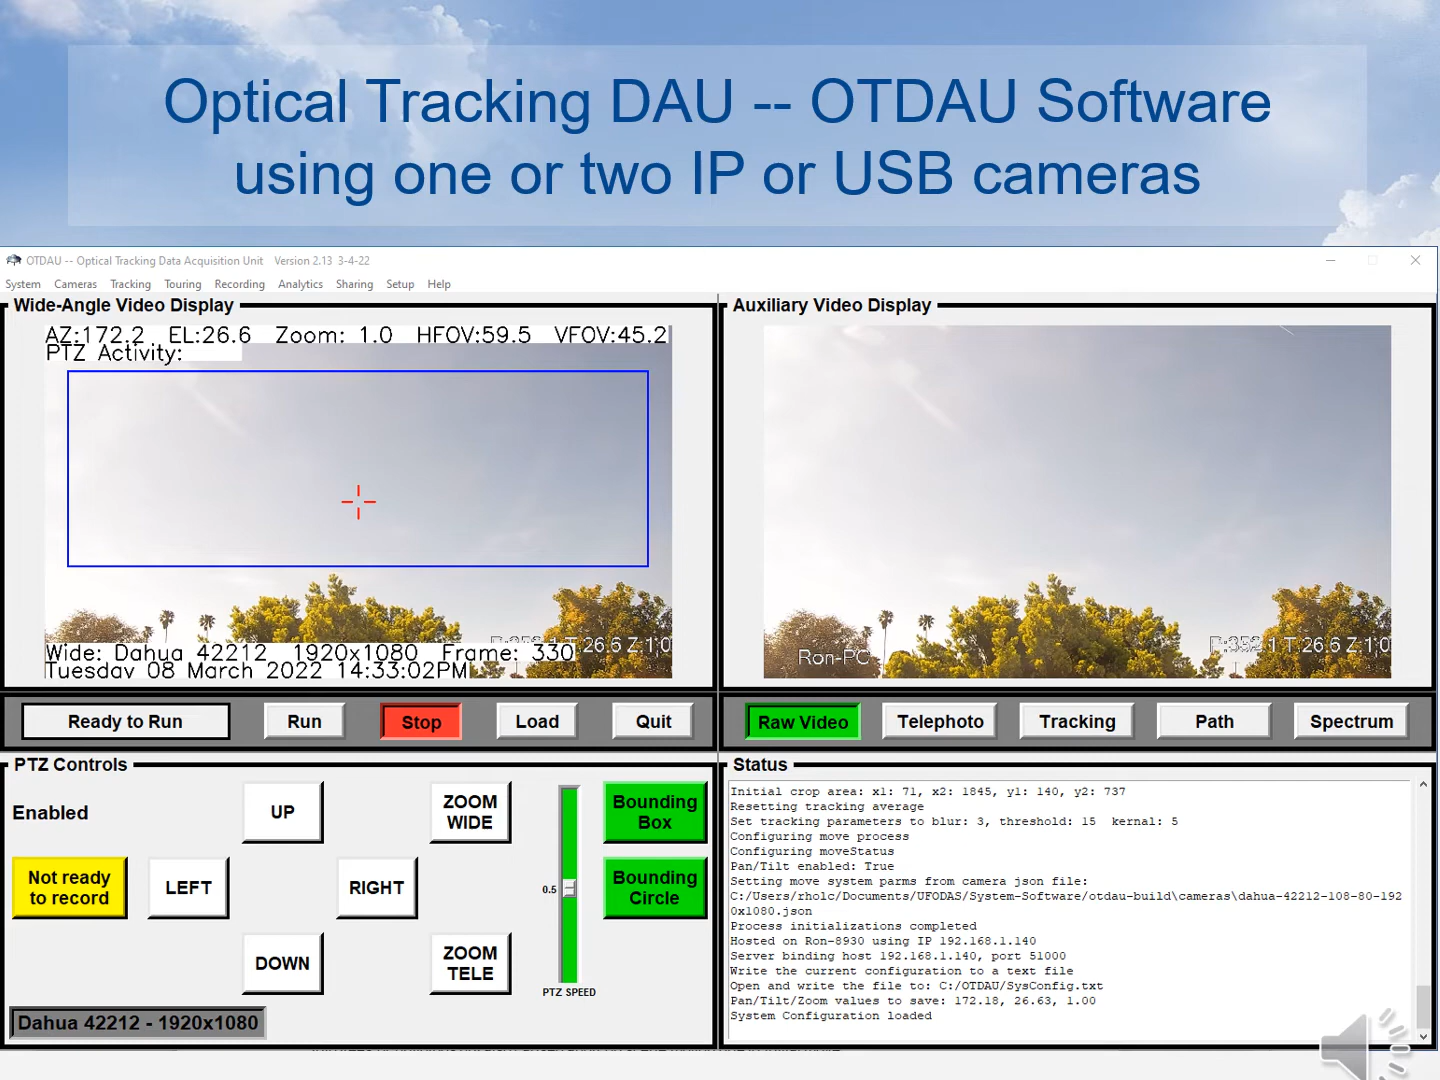 Optical Tracking DAU -- OTDAU Software
using one or two IP or USB cameras
OTDAU -- Optical Tracking Data Acquisition Unit   Version 2.13  3-4-22
System Cameras Tracking Touring Recording Analytics Sharing Setup Help
Wide-Angle Video Display
AZ:172.2  EL:26.6  Zoom: 1.0  HFOV:59.5  VFOV:45.2
PTZ Activity:
26.6 Z:1.0
Wide: Dahua 42212  1920x1080  Frame: 330
Tuesday 08 March 2022 14:33:02PM
Auxiliary Video Display
P:352.1 T:26.6 Z:1.0
Ron-PC
Ready to Run
Run
Stop
Load
Quit
Raw Video
Telephoto
Tracking
Path
Spectrum
PTZ Controls
Enabled
UP
ZOOM
WIDE
Bounding
Box
Not ready
to record
LEFT
RIGHT
0.5
Bounding
Circle
DOWN
ZOOM
TELE
PTZ SPEED
Dahua 42212 - 1920x1080
Status
Initial crop area: x1: 71, x2: 1845, y1: 140, y2: 737
Resetting tracking average
Set tracking parameters to blur: 3, threshold: 15  kernal: 5
Configuring move process
Configuring moveStatus
Pan/Tilt enabled: True
Setting move system parms from camera json file:
C:/Users/rholc/Documents/UFODAS/System-Software/otdau-build\cameras\dahua-42212-108-80-192
0x1080.json
Process initializations completed
Hosted on Ron-8930 using IP 192.168.1.140
Server binding host 192.168.1.140, port 51000
Write the current configuration to a text file
Open and write the file to: C:/OTDAU/SysConfig.txt
Pan/Tilt/Zoom values to save: 172.18, 26.63, 1.00
System Configuration loaded